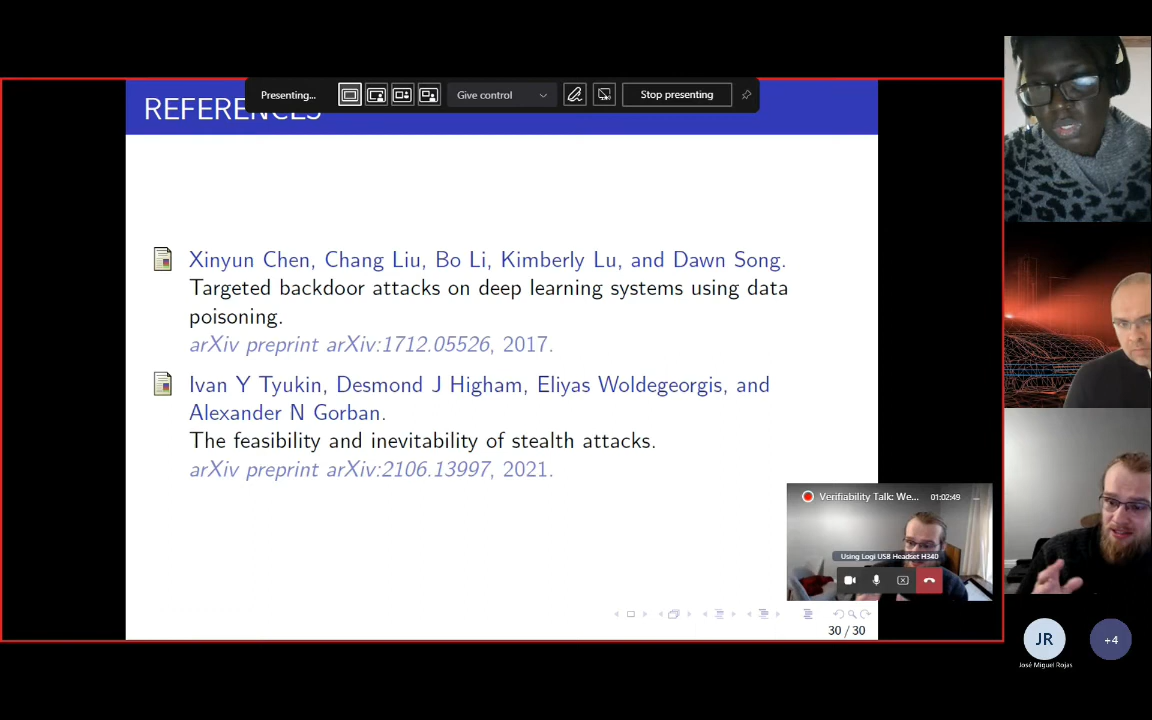 Presenting...
Give control
Stop presenting
REFERENCES
Xinyun Chen, Chang Liu, Bo Li, Kimberly Lu, and Dawn Song.
Targeted backdoor attacks on deep learning systems using data
poisoning.
arXiv preprint arXiv:1712.05526, 2017.
Ivan Y Tyukin, Desmond J Higham, Eliyas Woldegeorgis, and
Alexander N Gorban.
The feasibility and inevitability of stealth attacks.
arXiv preprint arXiv:2106.13997, 2021.
Verifiability Talk: We... 01:02:49
Using Logi USB Headset H340
30 / 30
JR
+4
José Miguel Rojas